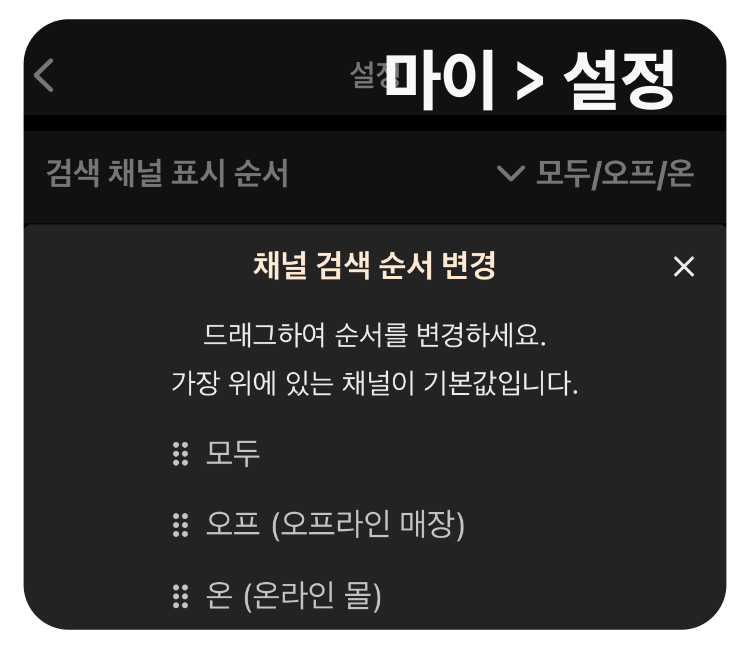 설정
마이 > 설정
검색 채널 표시 순서
모두/오프/온
채널 검색 순서 변경
드래그하여 순서를 변경하세요.
가장 위에 있는 채널이 기본값입니다.
모두
오프 (오프라인 매장)
온 (온라인 몰)